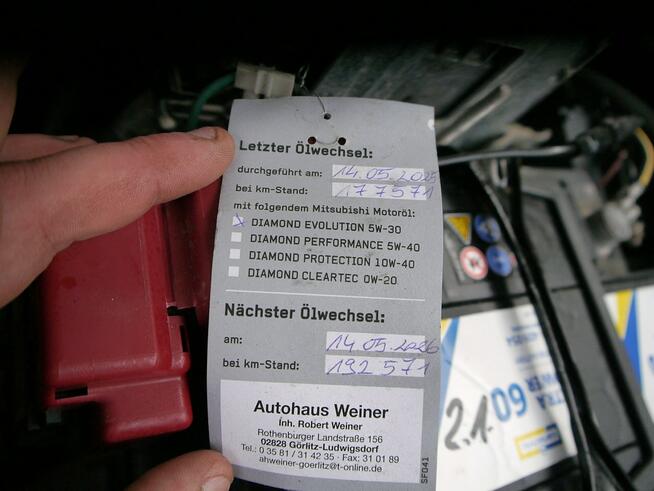 Letzter Ölwechsel:
durchgeführt am: 14.05.2025
bei km-Stand: 177571
mit folgendem Mitsubishi Motoröl:
DIAMOND EVOLUTION 5W-30
DIAMOND PERFORMANCE 5W-40
DIAMOND PROTECTION 10W-40
DIAMOND CLEARTEC 0W-20
Nächster Ölwechsel:
am: 14.05.2026
bei km-Stand: 192571
Autohaus Weiner
Inh. Robert Weiner
Rothenburger Landstraße 156
02828 Görlitz-Ludwigsdorf
Tel.: 0 35 81 / 31 42 35 · Fax: 31 01 89
ahweiner-goerlitz@t-online.de
SF041
2.1.09